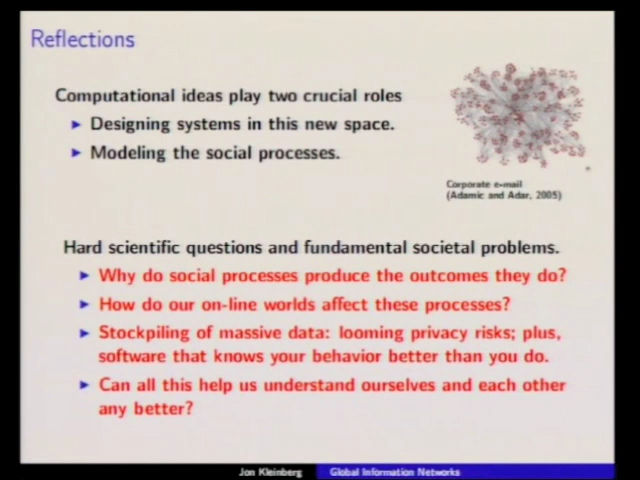 Reflections
Computational ideas play two crucial roles
Designing systems in this new space.
Modeling the social processes.
Corporate e-mail
(Adamic and Adar, 2005)
Hard scientific questions and fundamental societal problems.
Why do social processes produce the outcomes they do?
How do our on-line worlds affect these processes?
Stockpiling of massive data: looming privacy risks; plus,
software that knows your behavior better than you do.
Can all this help us understand ourselves and each other
any better?
Jon Kleinberg
Global Information Networks